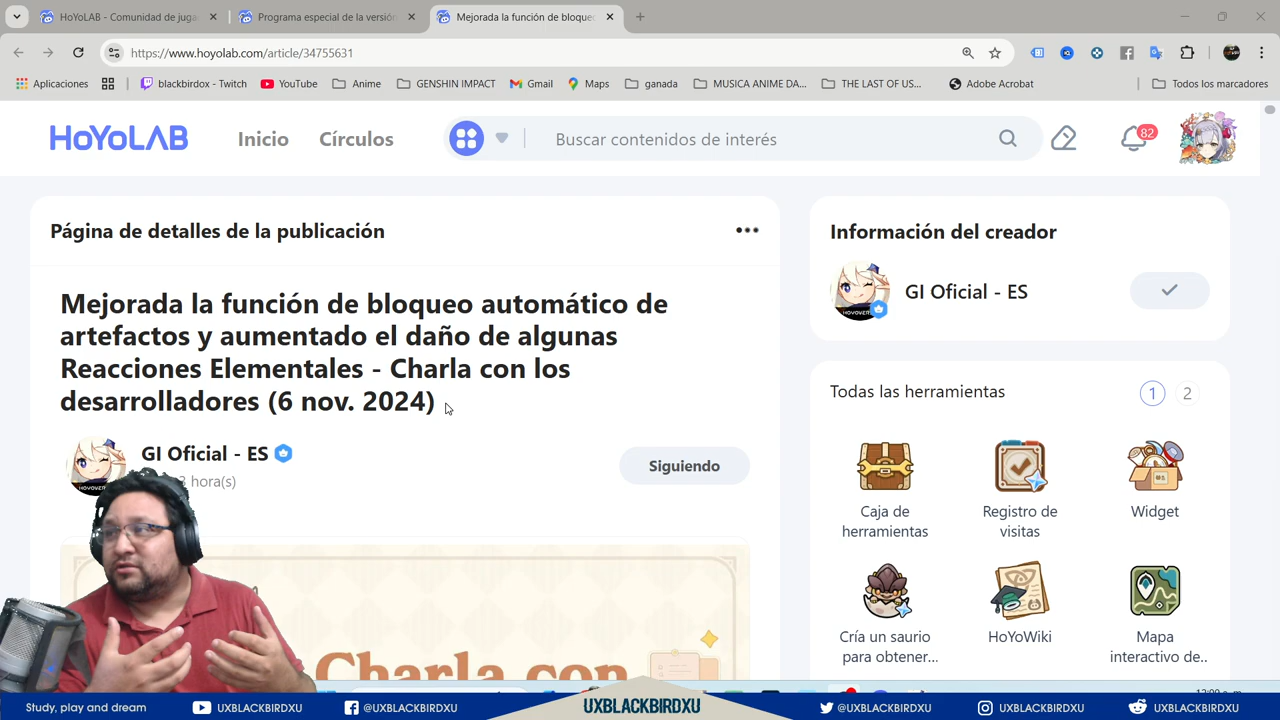 HoYoLAB - Comunidad de juga
Programa especial de la versión
Mejorada la función de bloque
https://www.hoyolab.com/article/34755631
Aplicaciones
blackbirdox - Twitch
YouTube
Anime
GENSHIN IMPACT
Gmail
Maps
ganada
MUSICA ANIME DA...
THE LAST OF US...
Adobe Acrobat
Todos los marcadores
HoYoLAB
Inicio
Círculos
Buscar contenidos de interés
82
Página de detalles de la publicación
Mejorada la función de bloqueo automático de
artefactos y aumentado el daño de algunas
Reacciones Elementales - Charla con los
desarrolladores (6 nov. 2024)
GI Oficial - ES
hora(s)
Siguiendo
Charla con
Información del creador
GI Oficial - ES
Todas las herramientas
1
2
Caja de
herramientas
Registro de
visitas
Widget
Cría un saurio
para obtener...
HoYoWiki
Mapa
interactivo de..
Study, play and dream
UXBLACKBIRDXU
@UXBLACKBIRDXU
UXBLACKBIRDXU
@UXBLACKBIRDXU
UXBLACKBIRDXU
UXBLACKBIRDXU